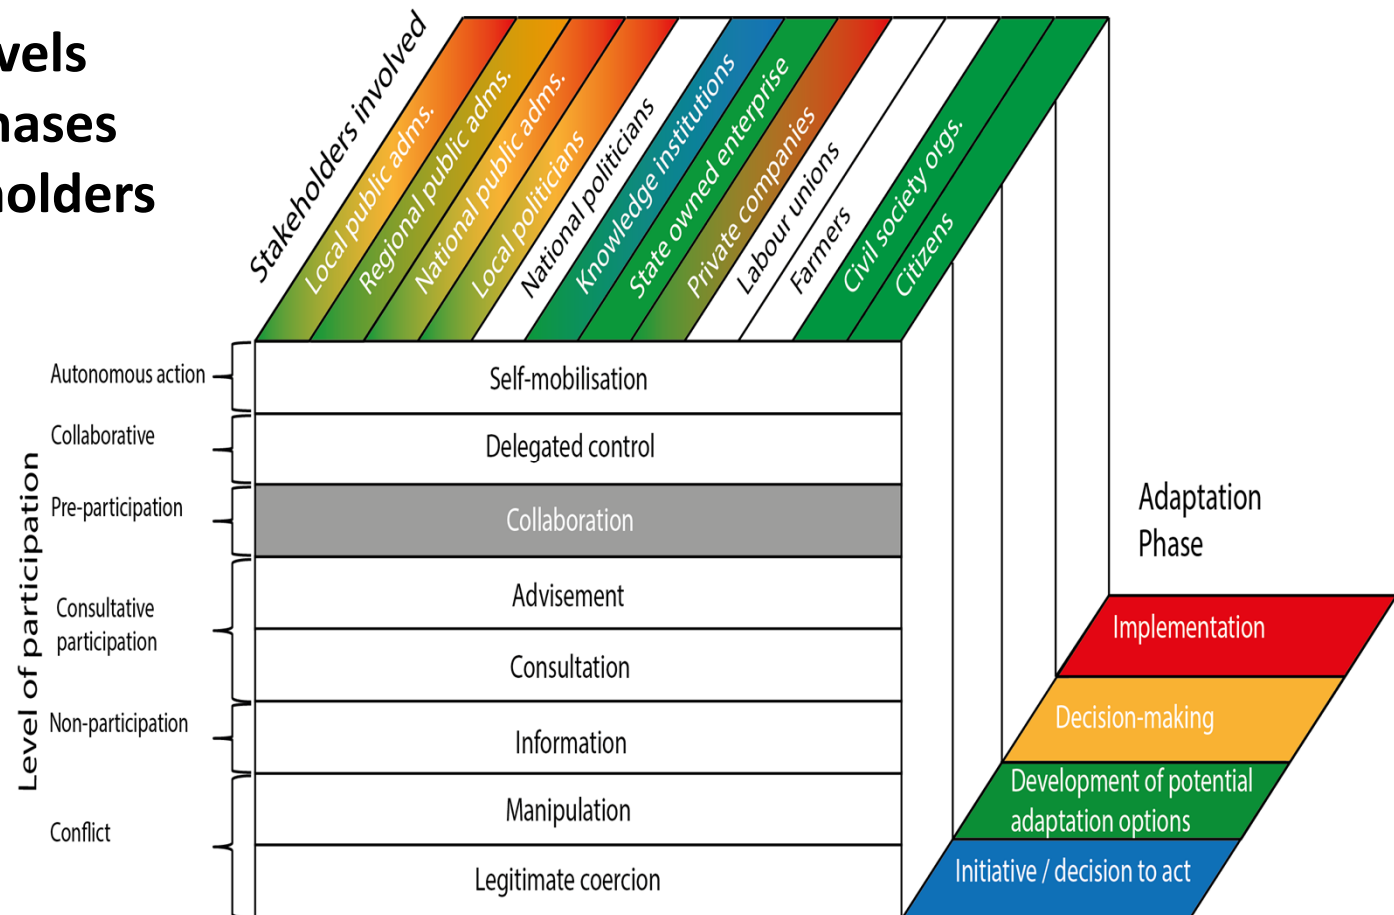 vels
hases
holders
Stakeholders involved
Local public adms.
Regional public adms.
National public adms.
Local politicians
National politicians
Knowledge institutions
State owned enterprise
Private companies
Labour unions
Farmers
Civil society orgs.
Citizens
Level of participation
Autonomous action
Self-mobilisation
Collaborative
Delegated control
Pre-participation
Collaboration
Consultative
participation
Advisement
Consultation
Non-participation
Information
Conflict
Manipulation
Legitimate coercion
Adaptation
Phase
Implementation
Decision-making
Development of potential
adaptation options
Initiative / decision to act